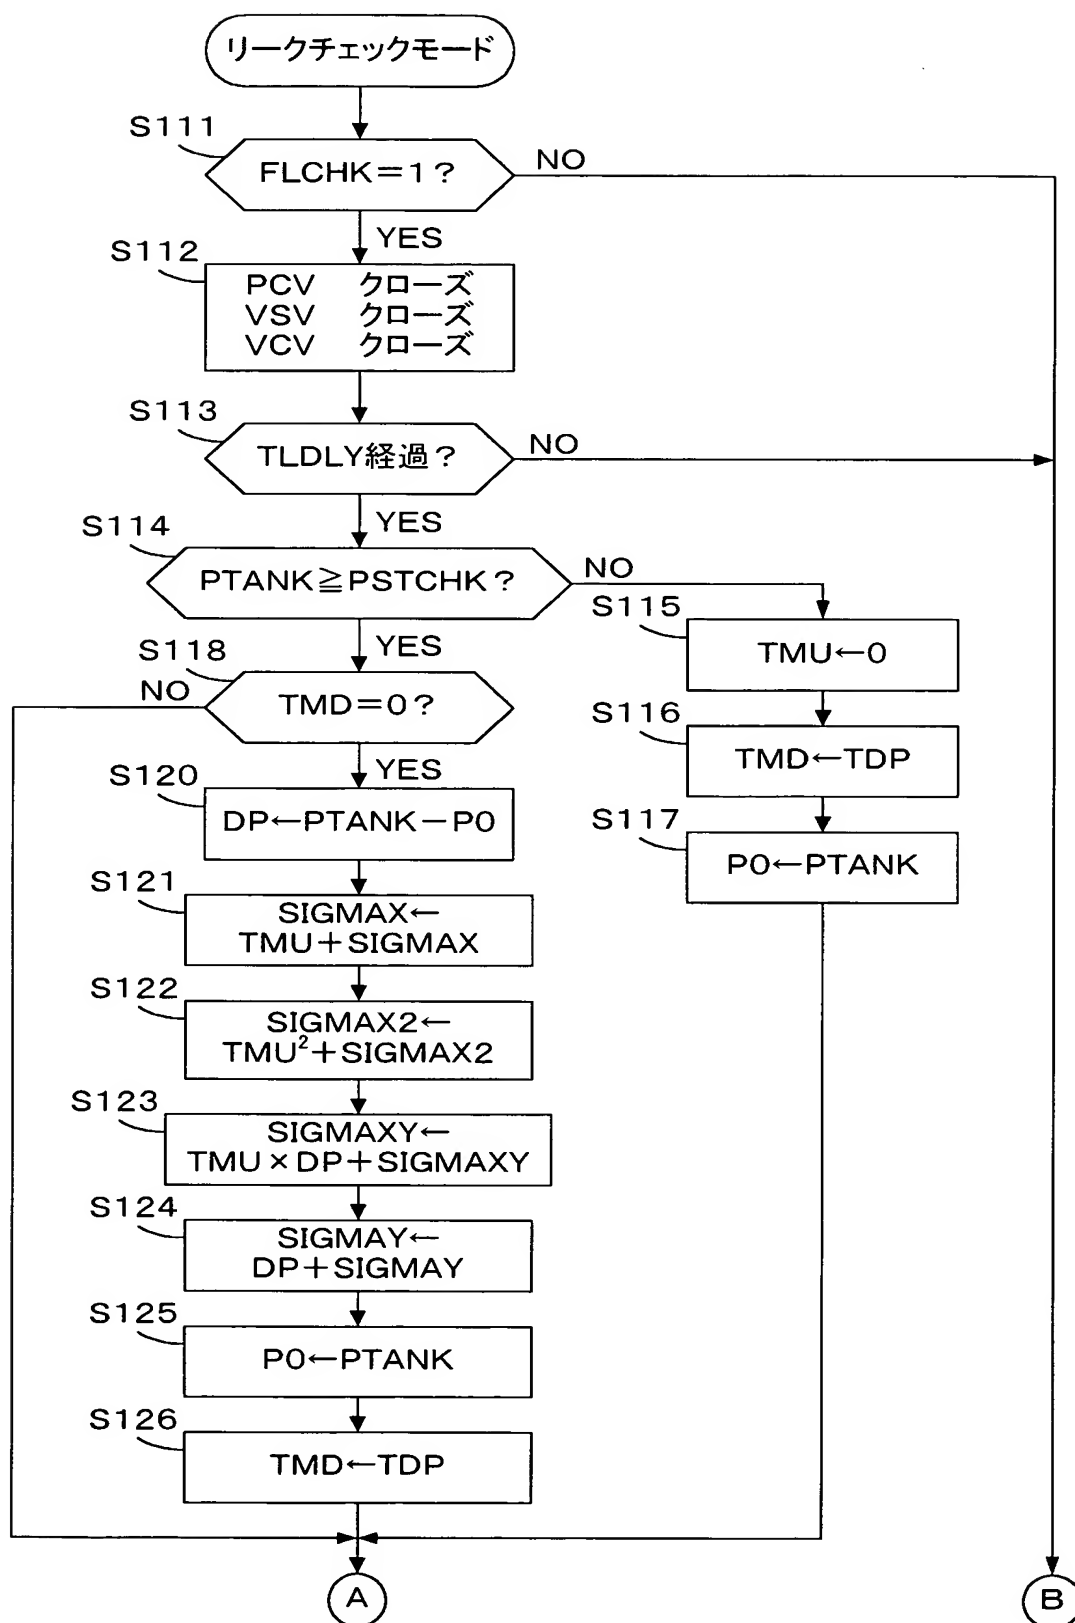 リークチェックモード
S111
FLCHK=1?
NO
YES
S112
PCV クローズ
VSV クローズ
VCV クローズ
S113
TLDLY経過?
NO
YES
S114
PTANK≧PSTCHK?
NO
YES
S115
TMU←0
S116
TMD←TDP
S117
P0←PTANK
S118
NO
TMD=0?
YES
S120
DP←PTANK−P0
S121
SIGMAX←
TMU+SIGMAX
S122
SIGMAX2←
TMU²+SIGMAX2
S123
SIGMAXY←
TMU×DP+SIGMAXY
S124
SIGMAY←
DP+SIGMAY
S125
P0←PTANK
S126
TMD←TDP
A
B